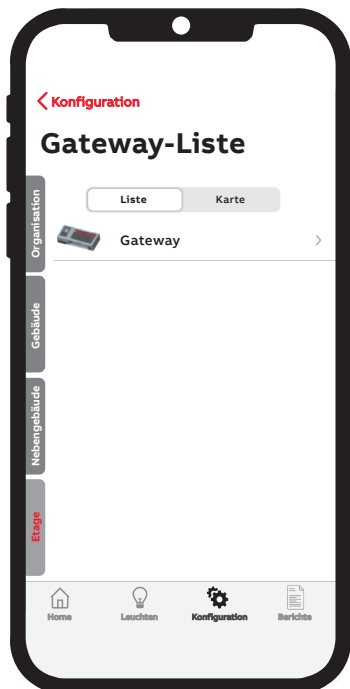 Konfiguration
Gateway-Liste
Organisation
Liste Karte
Gateway
Gebäude
Nebengebäude
Etage
Home Leuchten Konfiguration Berichte